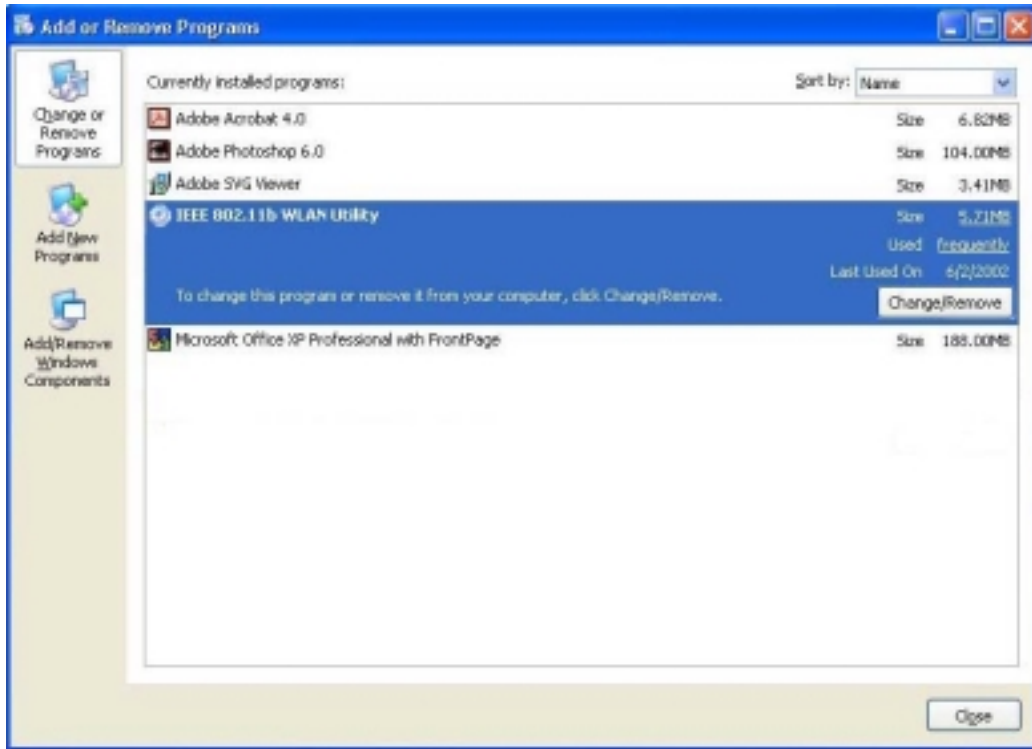 Add or Remove Programs
Change or
Remove
Programs
Add New
Programs
Add/Remove
Windows
Components
Currently installed programs:
Sort by: Name
Adobe Acrobat 4.0 Size 6.82MB
Adobe Photoshop 6.0 Size 104.00MB
Adobe SVG Viewer Size 3.41MB
IEEE 802.11b WLAN Utility Size 5.71MB
Used frequently
Last Used On 6/2/2002
To change this program or remove it from your computer, click Change/Remove.
Change/Remove
Microsoft Office XP Professional with FrontPage Size 188.00MB
Close